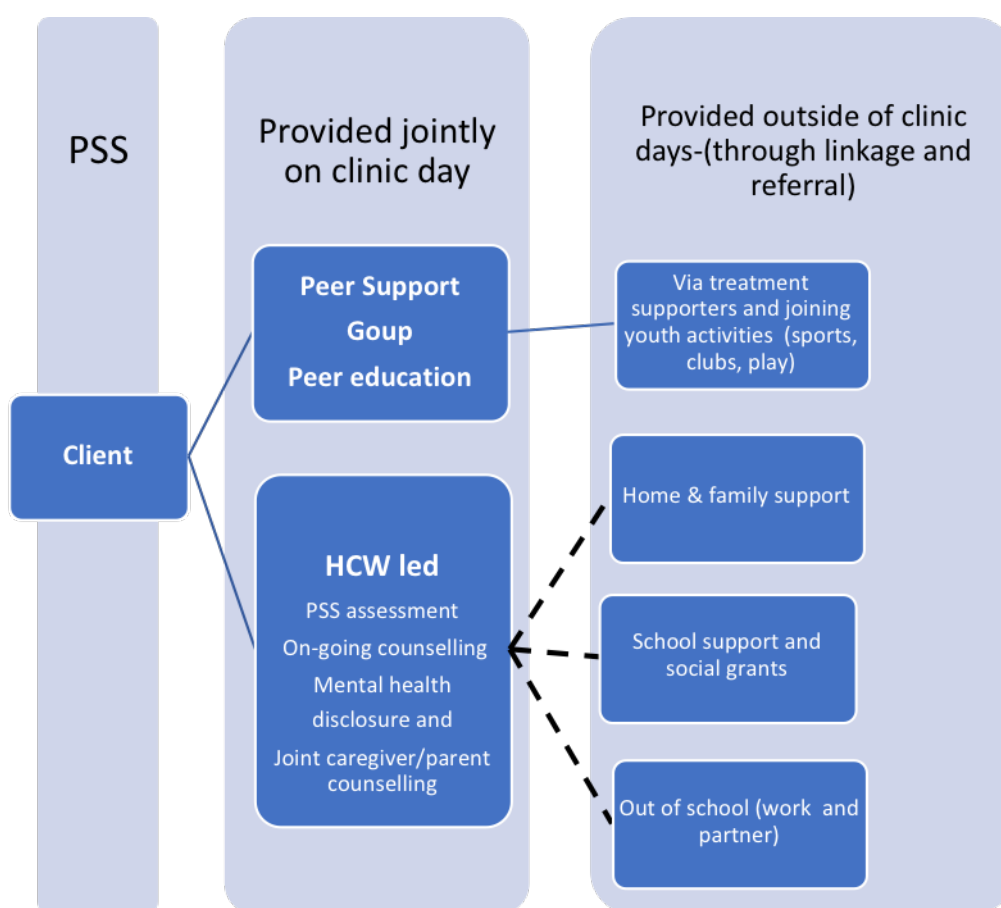 PSS
Provided jointly
on clinic day
Provided outside of clinic
days-(through linkage and
referral)
Client
Peer Support
Goup
Peer education
HCW led
PSS assessment
On-going counselling
Mental health
disclosure and
Joint caregiver/parent
counselling
Via treatment
supporters and joining
youth activities  (sports,
clubs, play)
Home & family support
School support and
social grants
Out of school (work  and
partner)